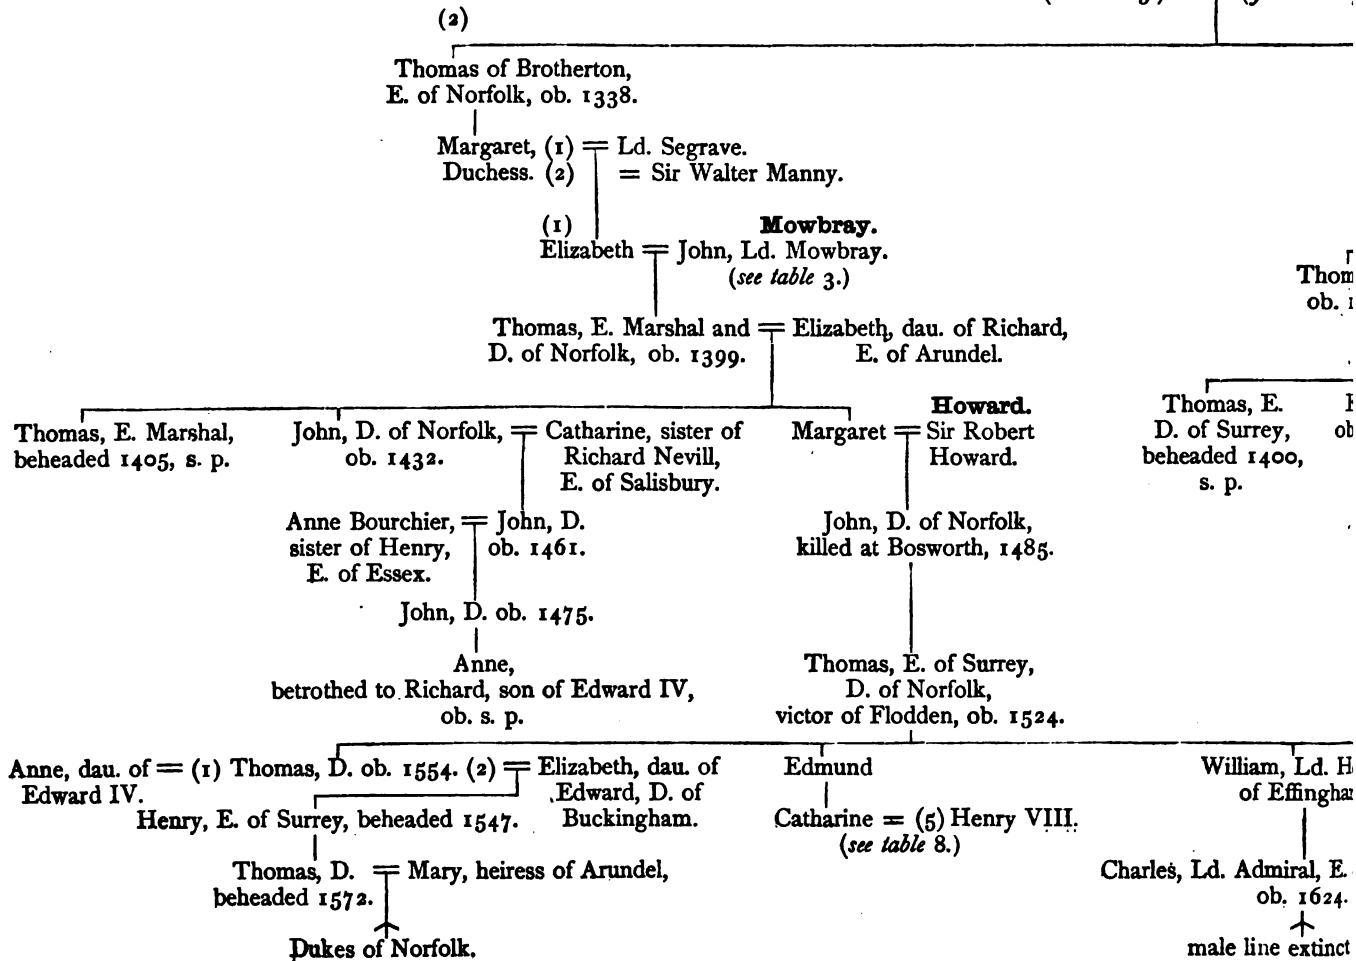 (2)
Thomas of Brotherton,
E. of Norfolk, ob. 1338.
Margaret, (1) = Ld. Segrave.
Duchess. (2) = Sir Walter Manny.
(1) Mowbray.
Elizabeth = John, Ld. Mowbray.
(see table 3.)
Thomas, E. Marshal and = Elizabeth, dau. of Richard,
D. of Norfolk, ob. 1399. E. of Arundel.
Howard.
Thomas, E. Marshal,
beheaded 1405, s. p.
John, D. of Norfolk, = Catharine, sister of
ob. 1432. Richard Nevill,
E. of Salisbury.
Margaret = Sir Robert
Howard.
Thomas, E.
D. of Surrey,
beheaded 1400,
s. p.
Anne Bourchier, = John, D.
sister of Henry, ob. 1461.
E. of Essex.
John, D. of Norfolk,
killed at Bosworth, 1485.
John, D. ob. 1475.
Anne,
betrothed to Richard, son of Edward IV,
ob. s. p.
Thomas, E. of Surrey,
D. of Norfolk,
victor of Flodden, ob. 1524.
Anne, dau. of = (1) Thomas, D. ob. 1554. (2) = Elizabeth, dau. of
Edward IV. Edward, D. of
Buckingham.
Henry, E. of Surrey, beheaded 1547.
Edmund
Catharine = (5) Henry VIII.
(see table 8.)
William, Ld.
of
Thomas, D. = Mary, heiress of Arundel,
beheaded 1572.
Dukes of Norfolk.
Charles, Ld. Admiral, E.
ob. 1624.
male line extinct